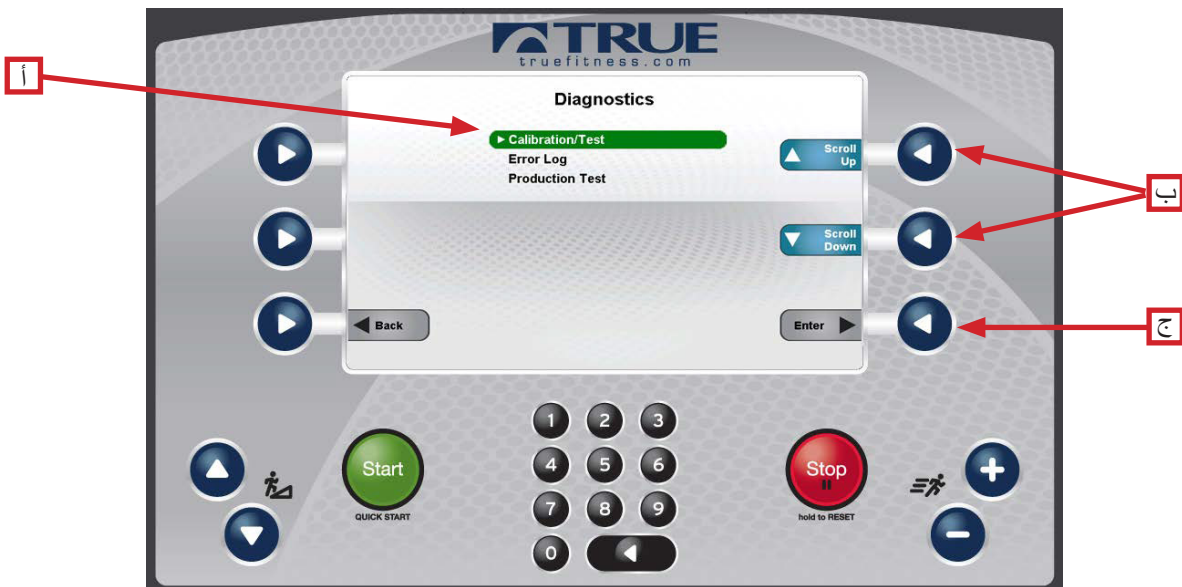 TRUE
truefitness.com
أ
Diagnostics
Calibration/Test
Error Log
Production Test
Scroll
Up
ب
Scroll
Down
Back
Enter
ج
1 2 3
4 5 6
7 8 9
0
Start
QUICK START
Stop
hold to RESET